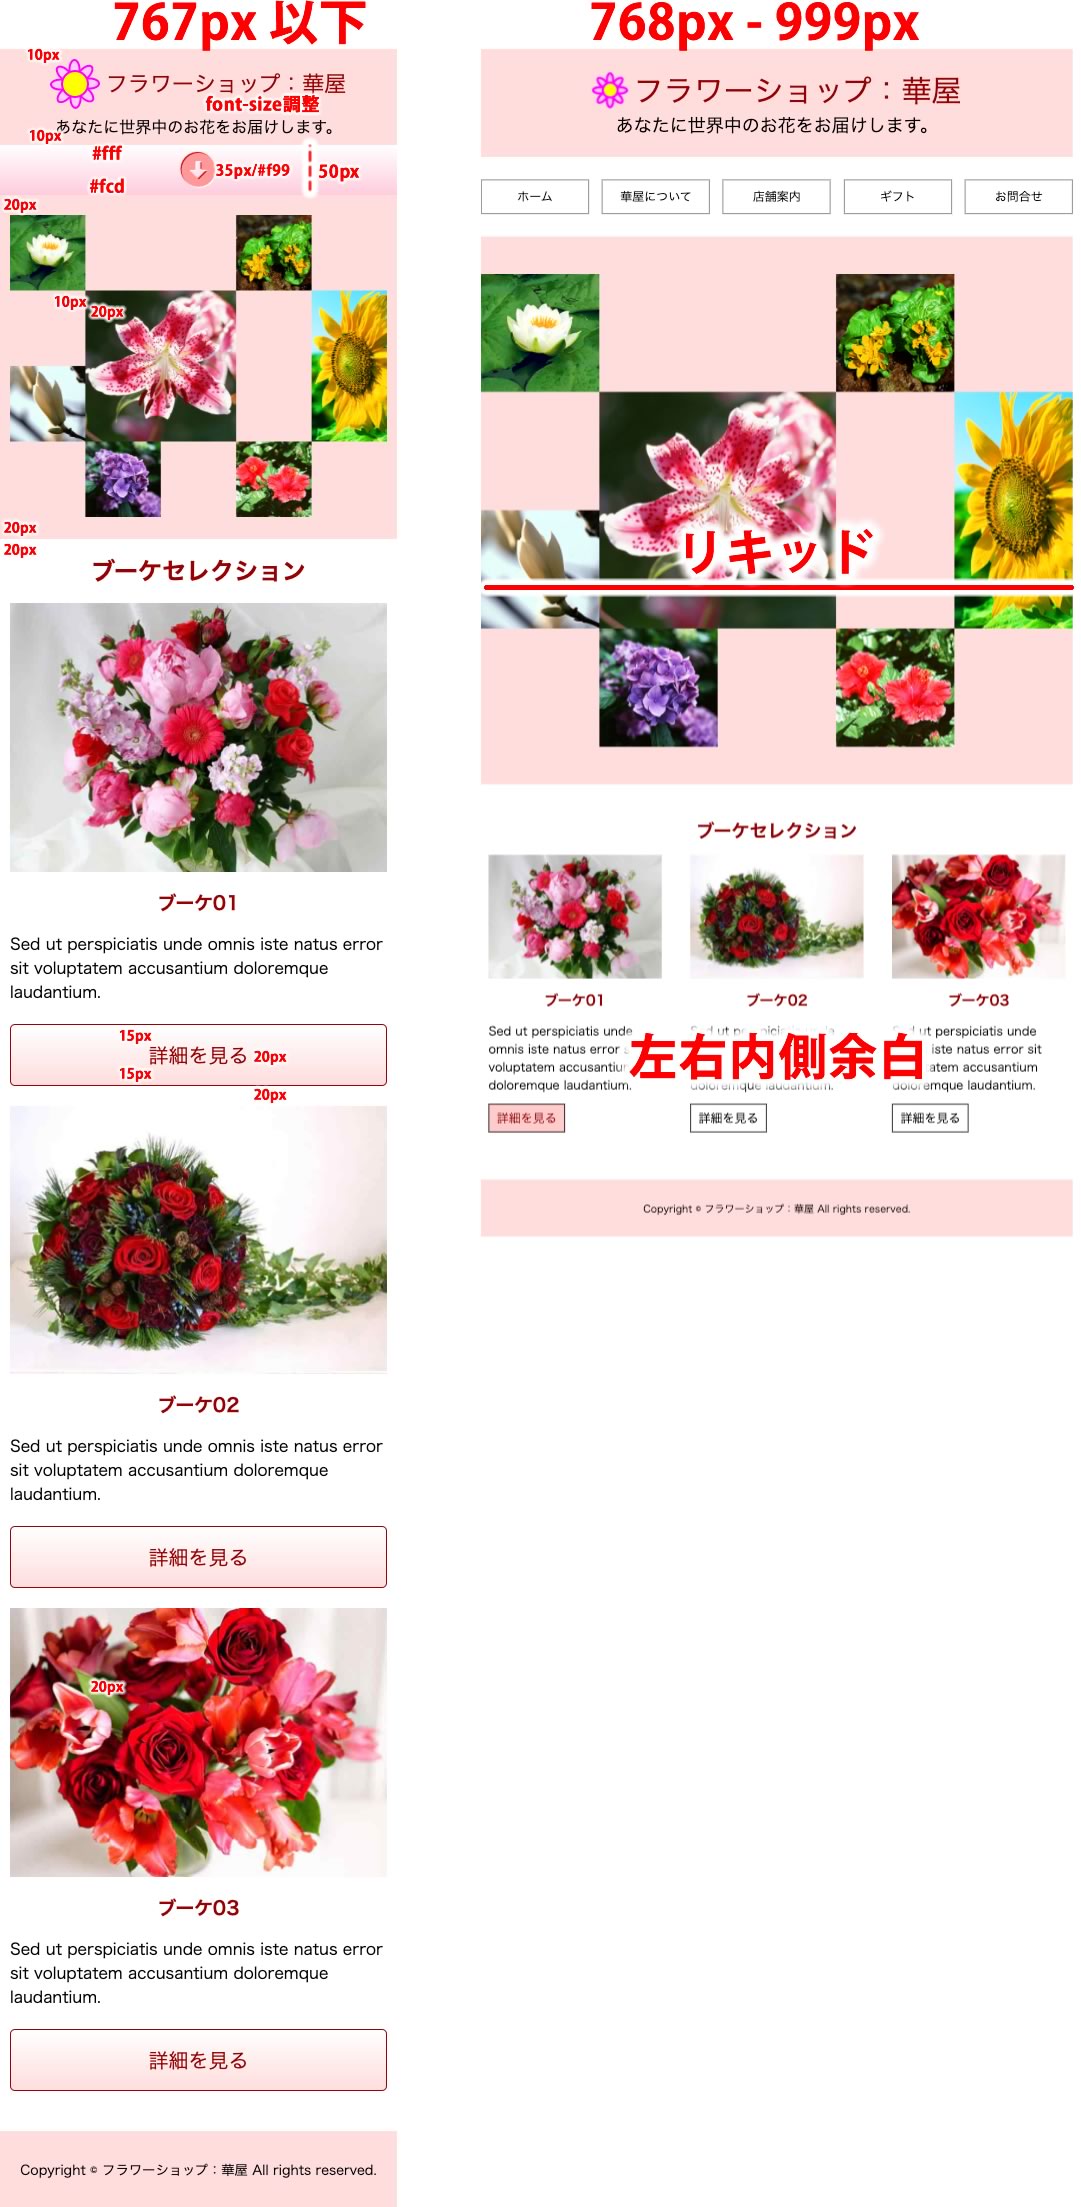 767px 以下
10px
フラワーショップ：華屋
font-size調整
あなたに世界中のお花をお届けします。
10px
#fff
#fcd
35px/#f99
50px
20px
10px
20px
20px
20px
ブーケセレクション
ブーケ01
Sed ut perspiciatis unde omnis iste natus error
sit voluptatem accusantium doloremque
laudantium.
15px
詳細を見る
20px
15px
20px
ブーケ02
Sed ut perspiciatis unde omnis iste natus error
sit voluptatem accusantium doloremque
laudantium.
詳細を見る
20px
ブーケ03
Sed ut perspiciatis unde omnis iste natus error
sit voluptatem accusantium doloremque
laudantium.
詳細を見る
Copyright © フラワーショップ：華屋 All rights reserved.
768px - 999px
フラワーショップ：華屋
あなたに世界中のお花をお届けします。
ホーム
華屋について
店舗案内
ギフト
お問合せ
リキッド
ブーケセレクション
ブーケ01
Sed ut perspiciatis unde
omnis iste natus error
voluptatem accusantium
doloremque laudantium.
詳細を見る
ブーケ02
doloremque laudantium.
詳細を見る
ブーケ03
ut perspiciatis unde
iste natus error sit
accusantium
doloremque laudantium.
詳細を見る
左右内側余白
Copyright © フラワーショップ：華屋 All rights reserved.